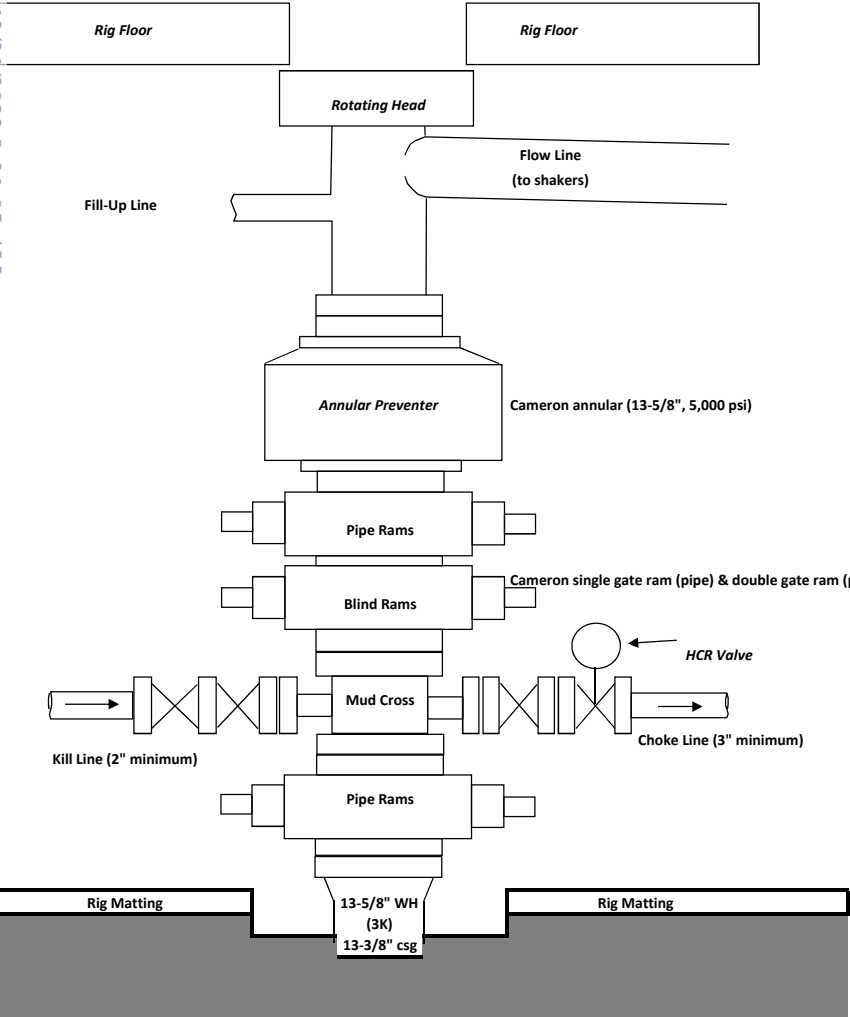 Rig Floor
Rig Floor
Rotating Head
Flow Line
(to shakers)
Fill-Up Line
Annular Preventer
Cameron annular (13-5/8", 5,000 psi)
Pipe Rams
Cameron single gate ram (pipe) & double gate ram (
Blind Rams
HCR Valve
Mud Cross
Choke Line (3" minimum)
Kill Line (2" minimum)
Pipe Rams
Rig Matting
13-5/8" WH
(3K)
13-3/8" csg
Rig Matting